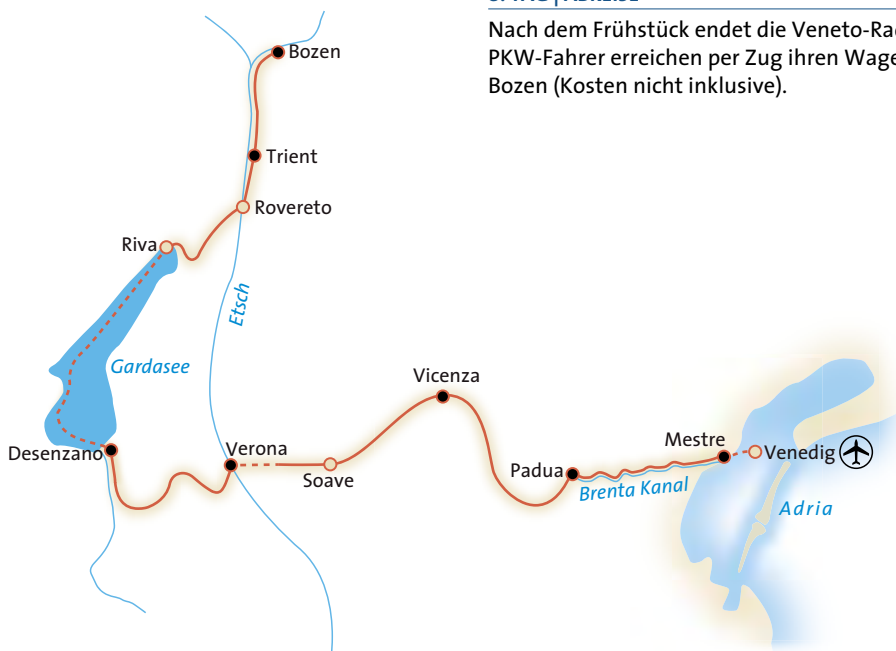 Nach dem Frühstück endet die Veneto-Ra
PKW-Fahrer erreichen per Zug ihren Wage
Bozen (Kosten nicht inklusive).
Bozen
Trient
Rovereto
Riva
Etsch
Gardasee
Vicenza
Desenzano
Verona
Soave
Mestre
Venedig
Padua
Brenta Kanal
Adria